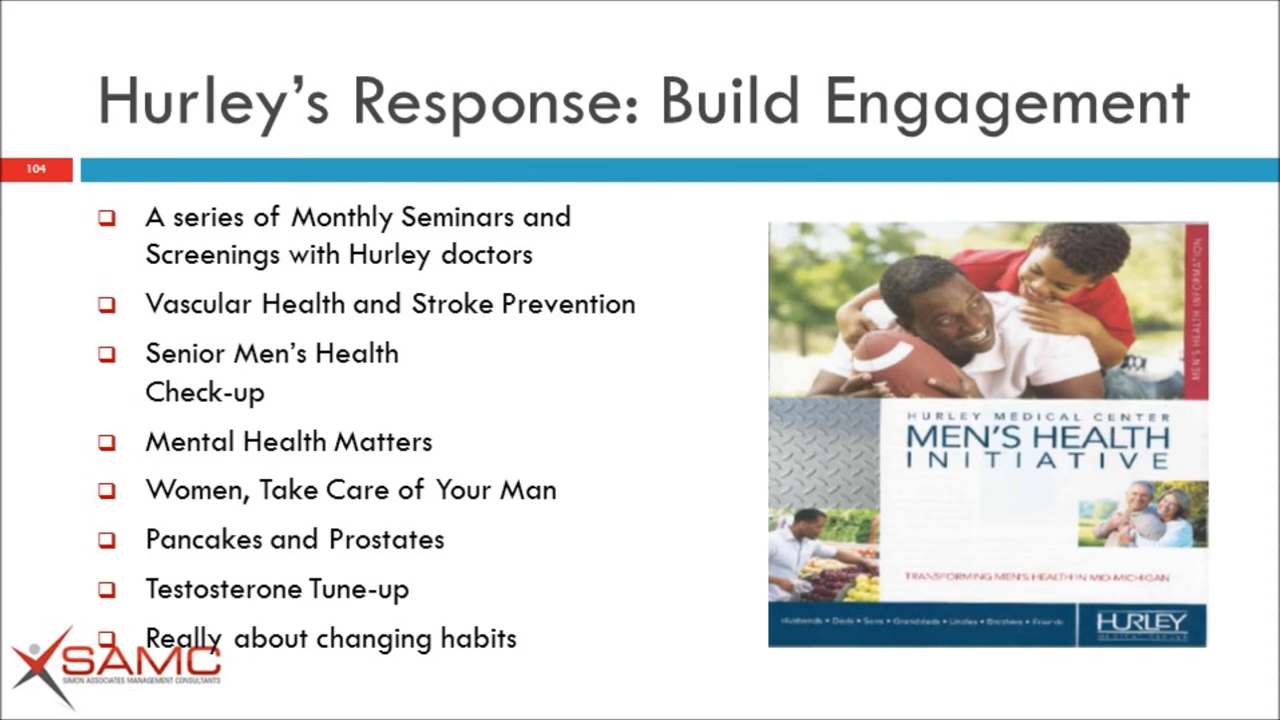 Hurley's Response: Build Engagement
104
A series of Monthly Seminars and
Screenings with Hurley doctors
Vascular Health and Stroke Prevention
Senior Men's Health
Check-up
Mental Health Matters
Women, Take Care of Your Man
Pancakes and Prostates
Testosterone Tune-up
Really about changing habits
SAMC
SIMON ASSOCIATES MANAGEMENT CONSULTANTS
MEN'S HEALTH INFORMATION
HURLEY MEDICAL CENTER
MEN'S HEALTH
INITIATIVE
TRANSFORMING MEN'S HEALTH IN MID-MICHIGAN
Husbands • Dads • Sons • Granddads • Uncles • Brothers • Friends
HURLEY
MEDICAL CENTER